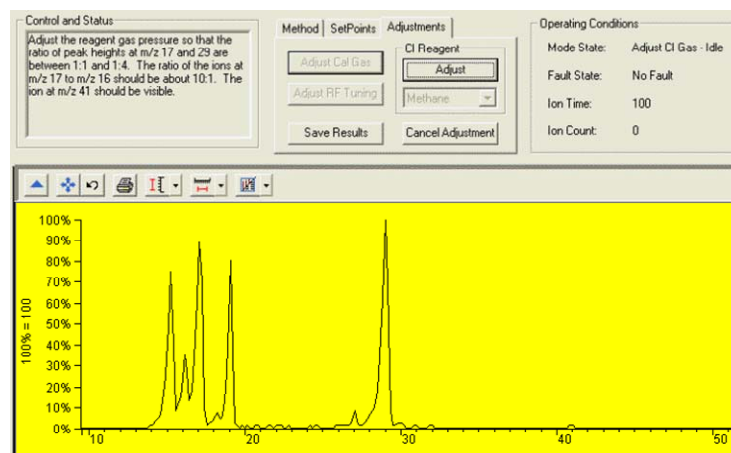 Control and Status
Adjust the reagent gas pressure so that the
ratio of peak heights at m/z 17 and 29 are
between 1:1 and 1:4. The ratio of the ions at
m/z 17 to m/z 16 should be about 10:1. The
ion at m/z 41 should be visible.
Method SetPoints Adjustments
Adjust Cal Gas
Adjust RF Tuning
Save Results
CI Reagent
Adjust
Methane
Cancel Adjustment
Operating Conditions
Mode State: Adjust CI Gas - Idle
Fault State: No Fault
Ion Time: 100
Ion Count: 0
100% = 100
100%
90%
80%
70%
60%
50%
40%
30%
20%
10%
0%
10 20 30 40 50